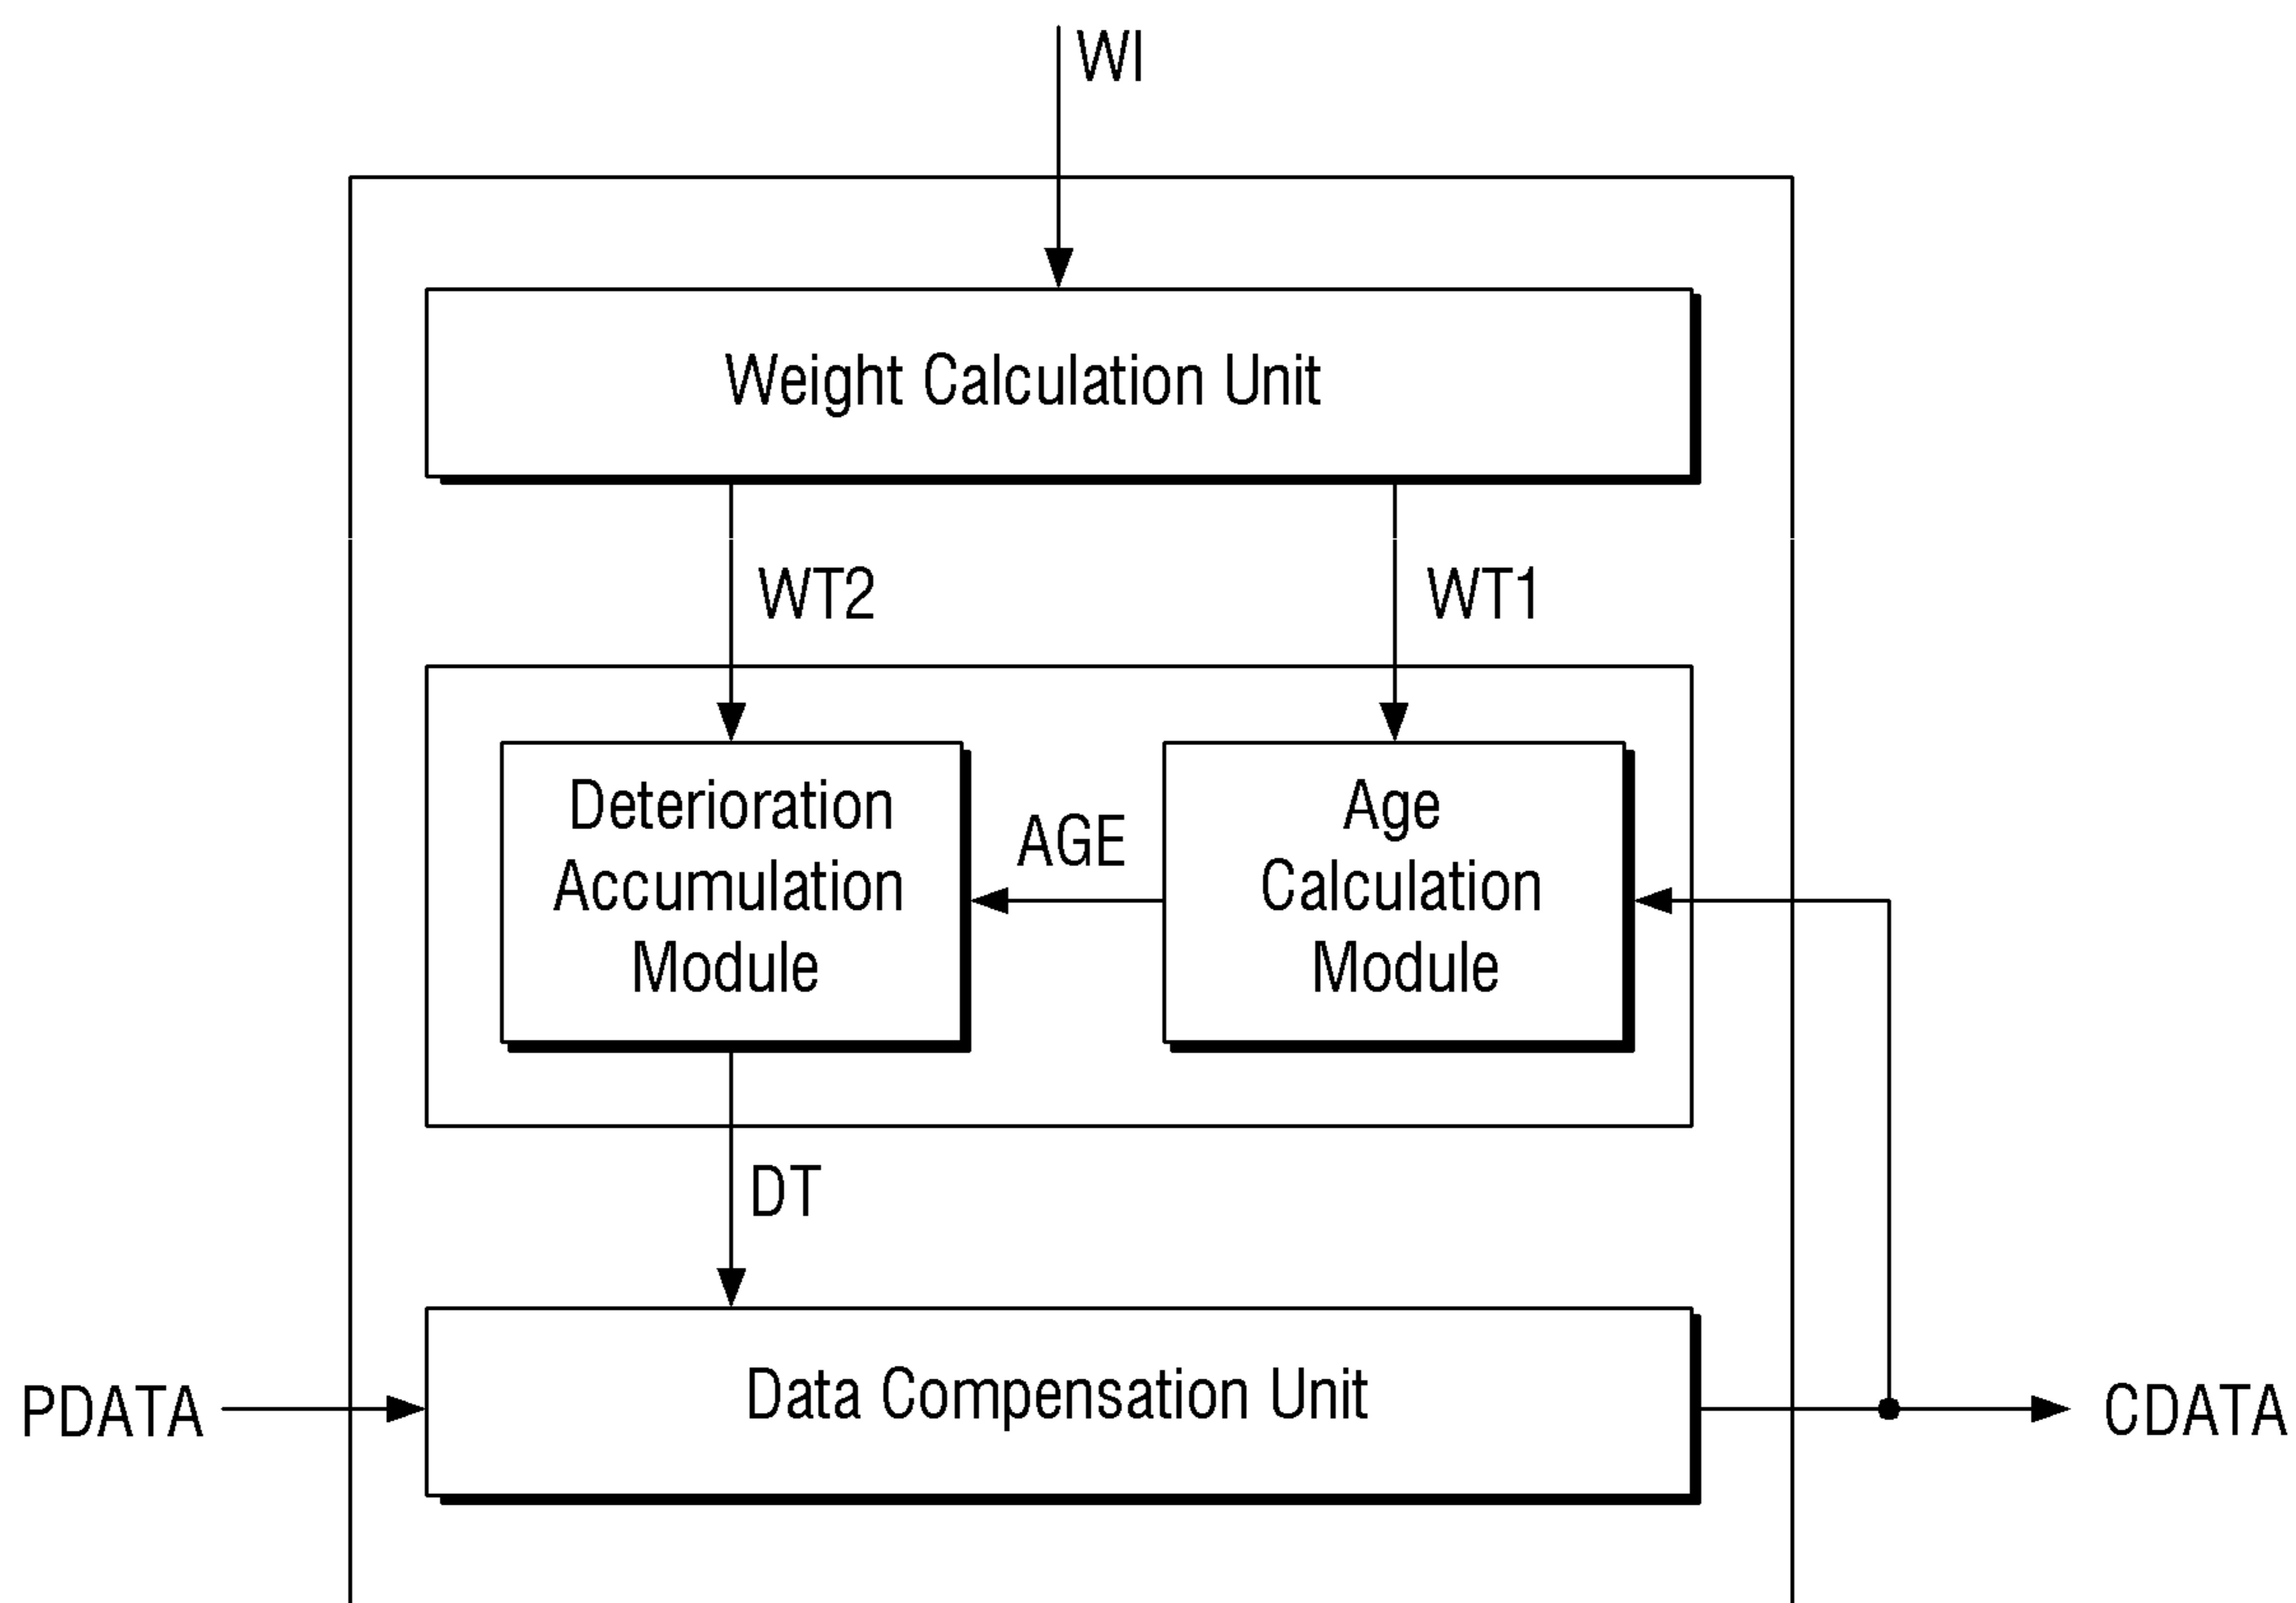 WI
Weight Calculation Unit
WT2
WT1
Deterioration
Accumulation
Module
AGE
Age
Calculation
Module
DT
PDATA
Data Compensation Unit
CDATA